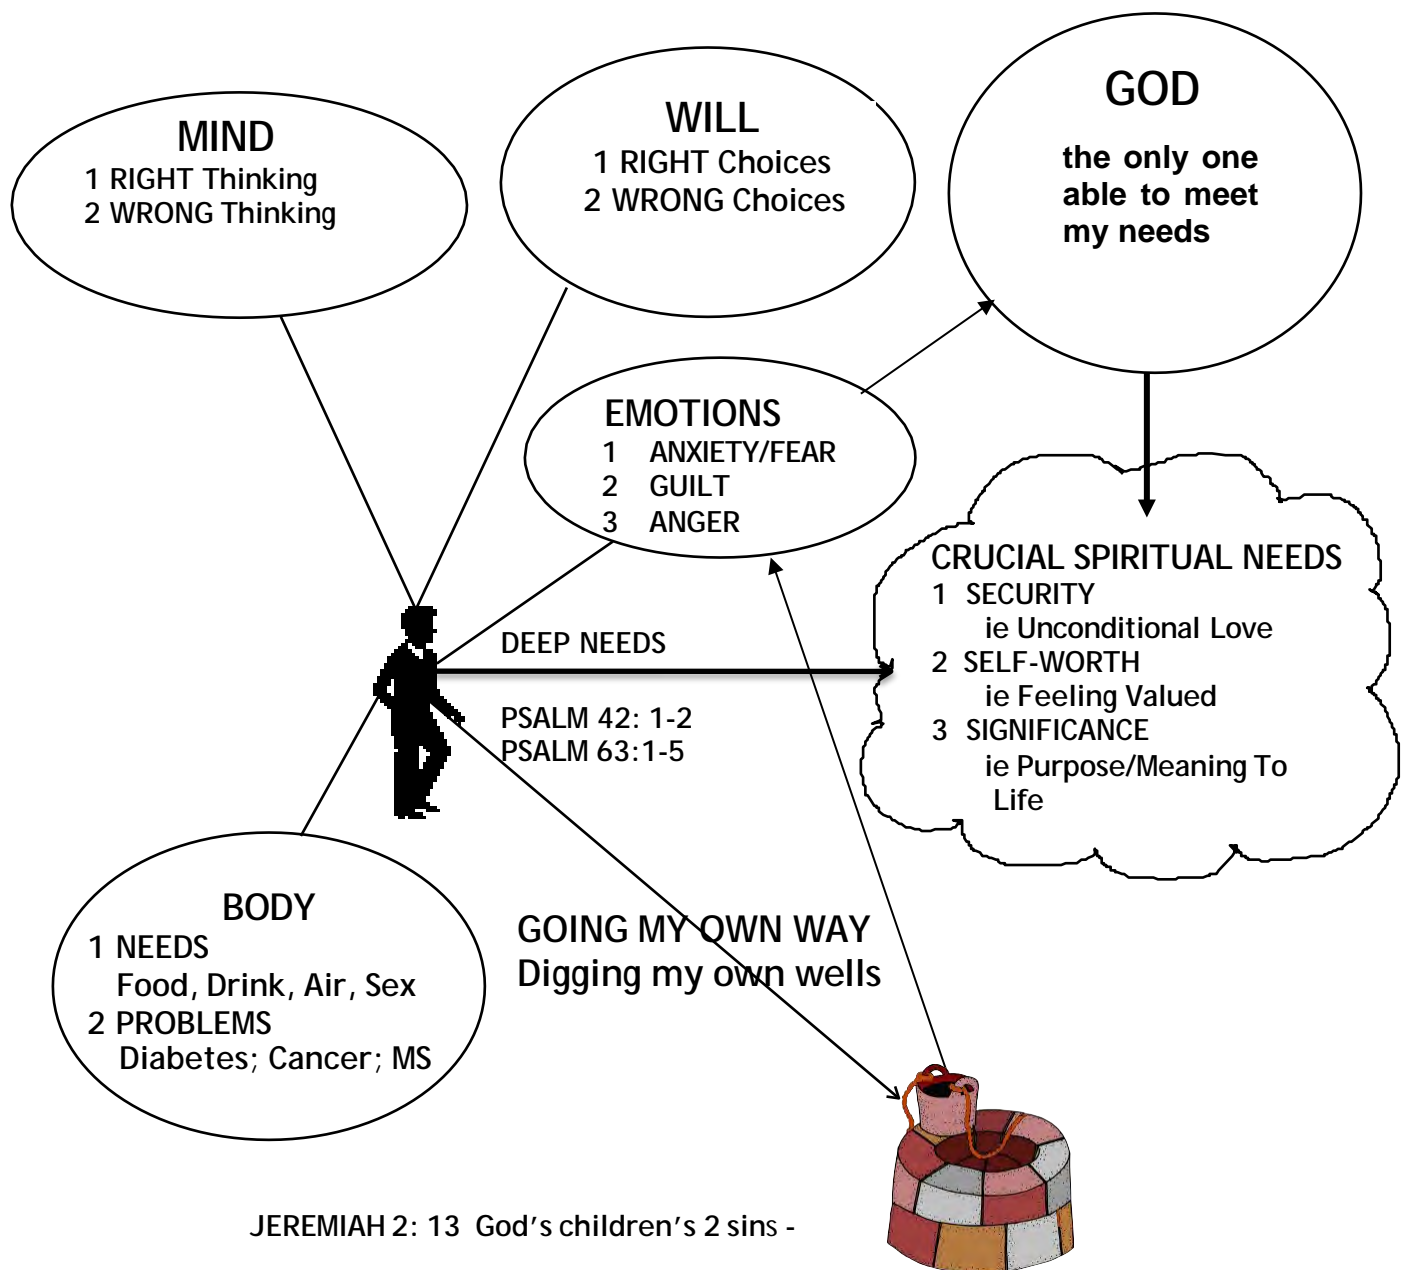 MIND
1 RIGHT Thinking
2 WRONG Thinking
WILL
1 RIGHT Choices
2 WRONG Choices
GOD
the only one
able to meet
my needs
EMOTIONS
1 ANXIETY/FEAR
2 GUILT
3 ANGER
CRUCIAL SPIRITUAL NEEDS
1 SECURITY
ie Unconditional Love
2 SELF-WORTH
ie Feeling Valued
3 SIGNIFICANCE
ie Purpose/Meaning To
Life
DEEP NEEDS
PSALM 42: 1-2
PSALM 63:1-5
BODY
1 NEEDS
Food, Drink, Air, Sex
2 PROBLEMS
Diabetes; Cancer; MS
GOING MY OWN WAY
Digging my own wells
JEREMIAH 2: 13 God's children's 2 sins -